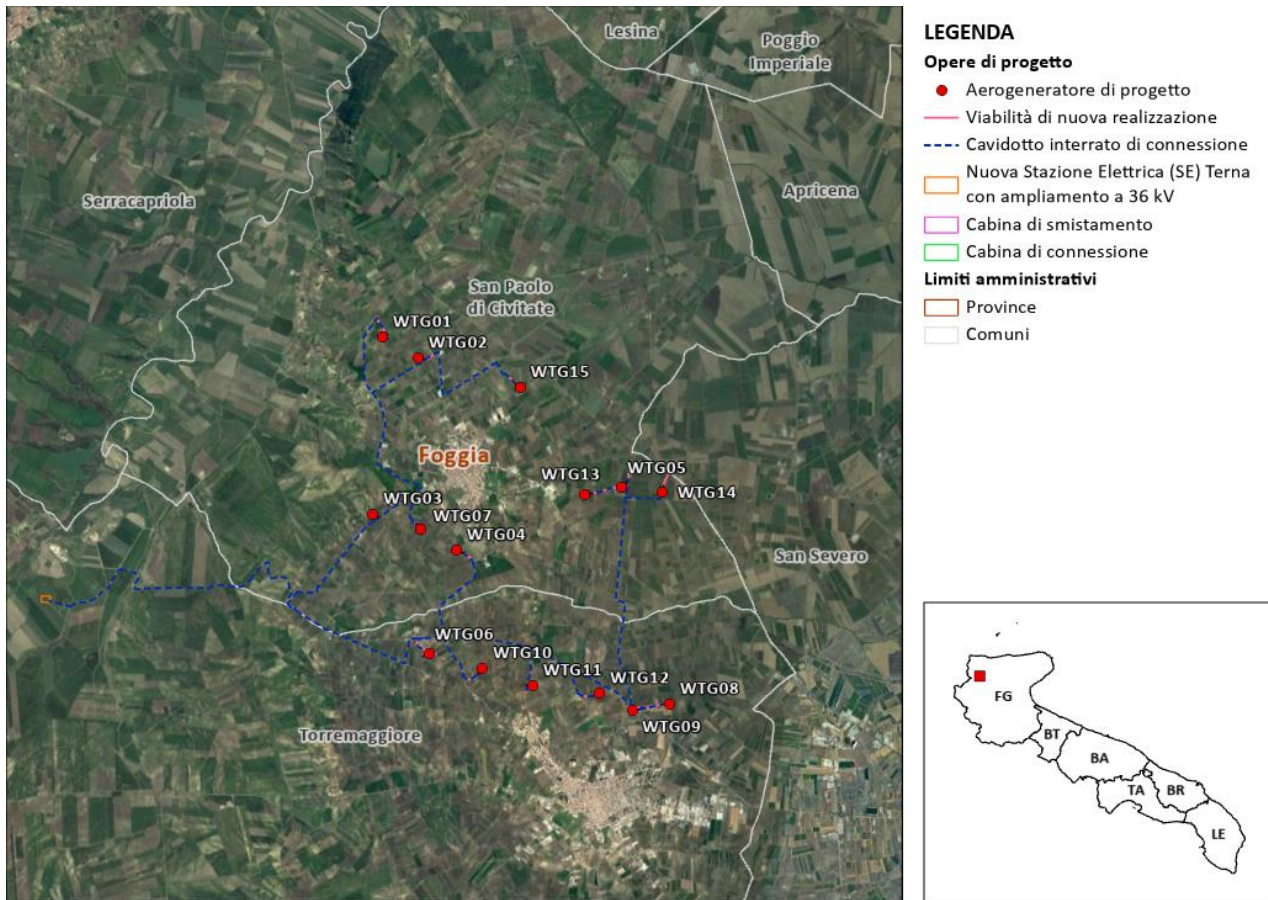 Lesina
Poggio
Imperiale
Serracapriola
Apricena
San Paolo
di Civitate
WTG01
WTG02
WTG15
Foggia
WTG13
WTG05
WTG14
WTG03
WTG07
WTG04
San Severo
WTG06
WTG10
WTG11
WTG12
WTG08
WTG09
Torremaggiore
LEGENDA
Opere di progetto
Aerogeneratore di progetto
Viabilità di nuova realizzazione
Cavidotto interrato di connessione
Nuova Stazione Elettrica (SE) Terna
con ampliamento a 36 kV
Cabina di smistamento
Cabina di connessione
Limiti amministrativi
Province
Comuni
FG
BT
BA
TA
BR
LE